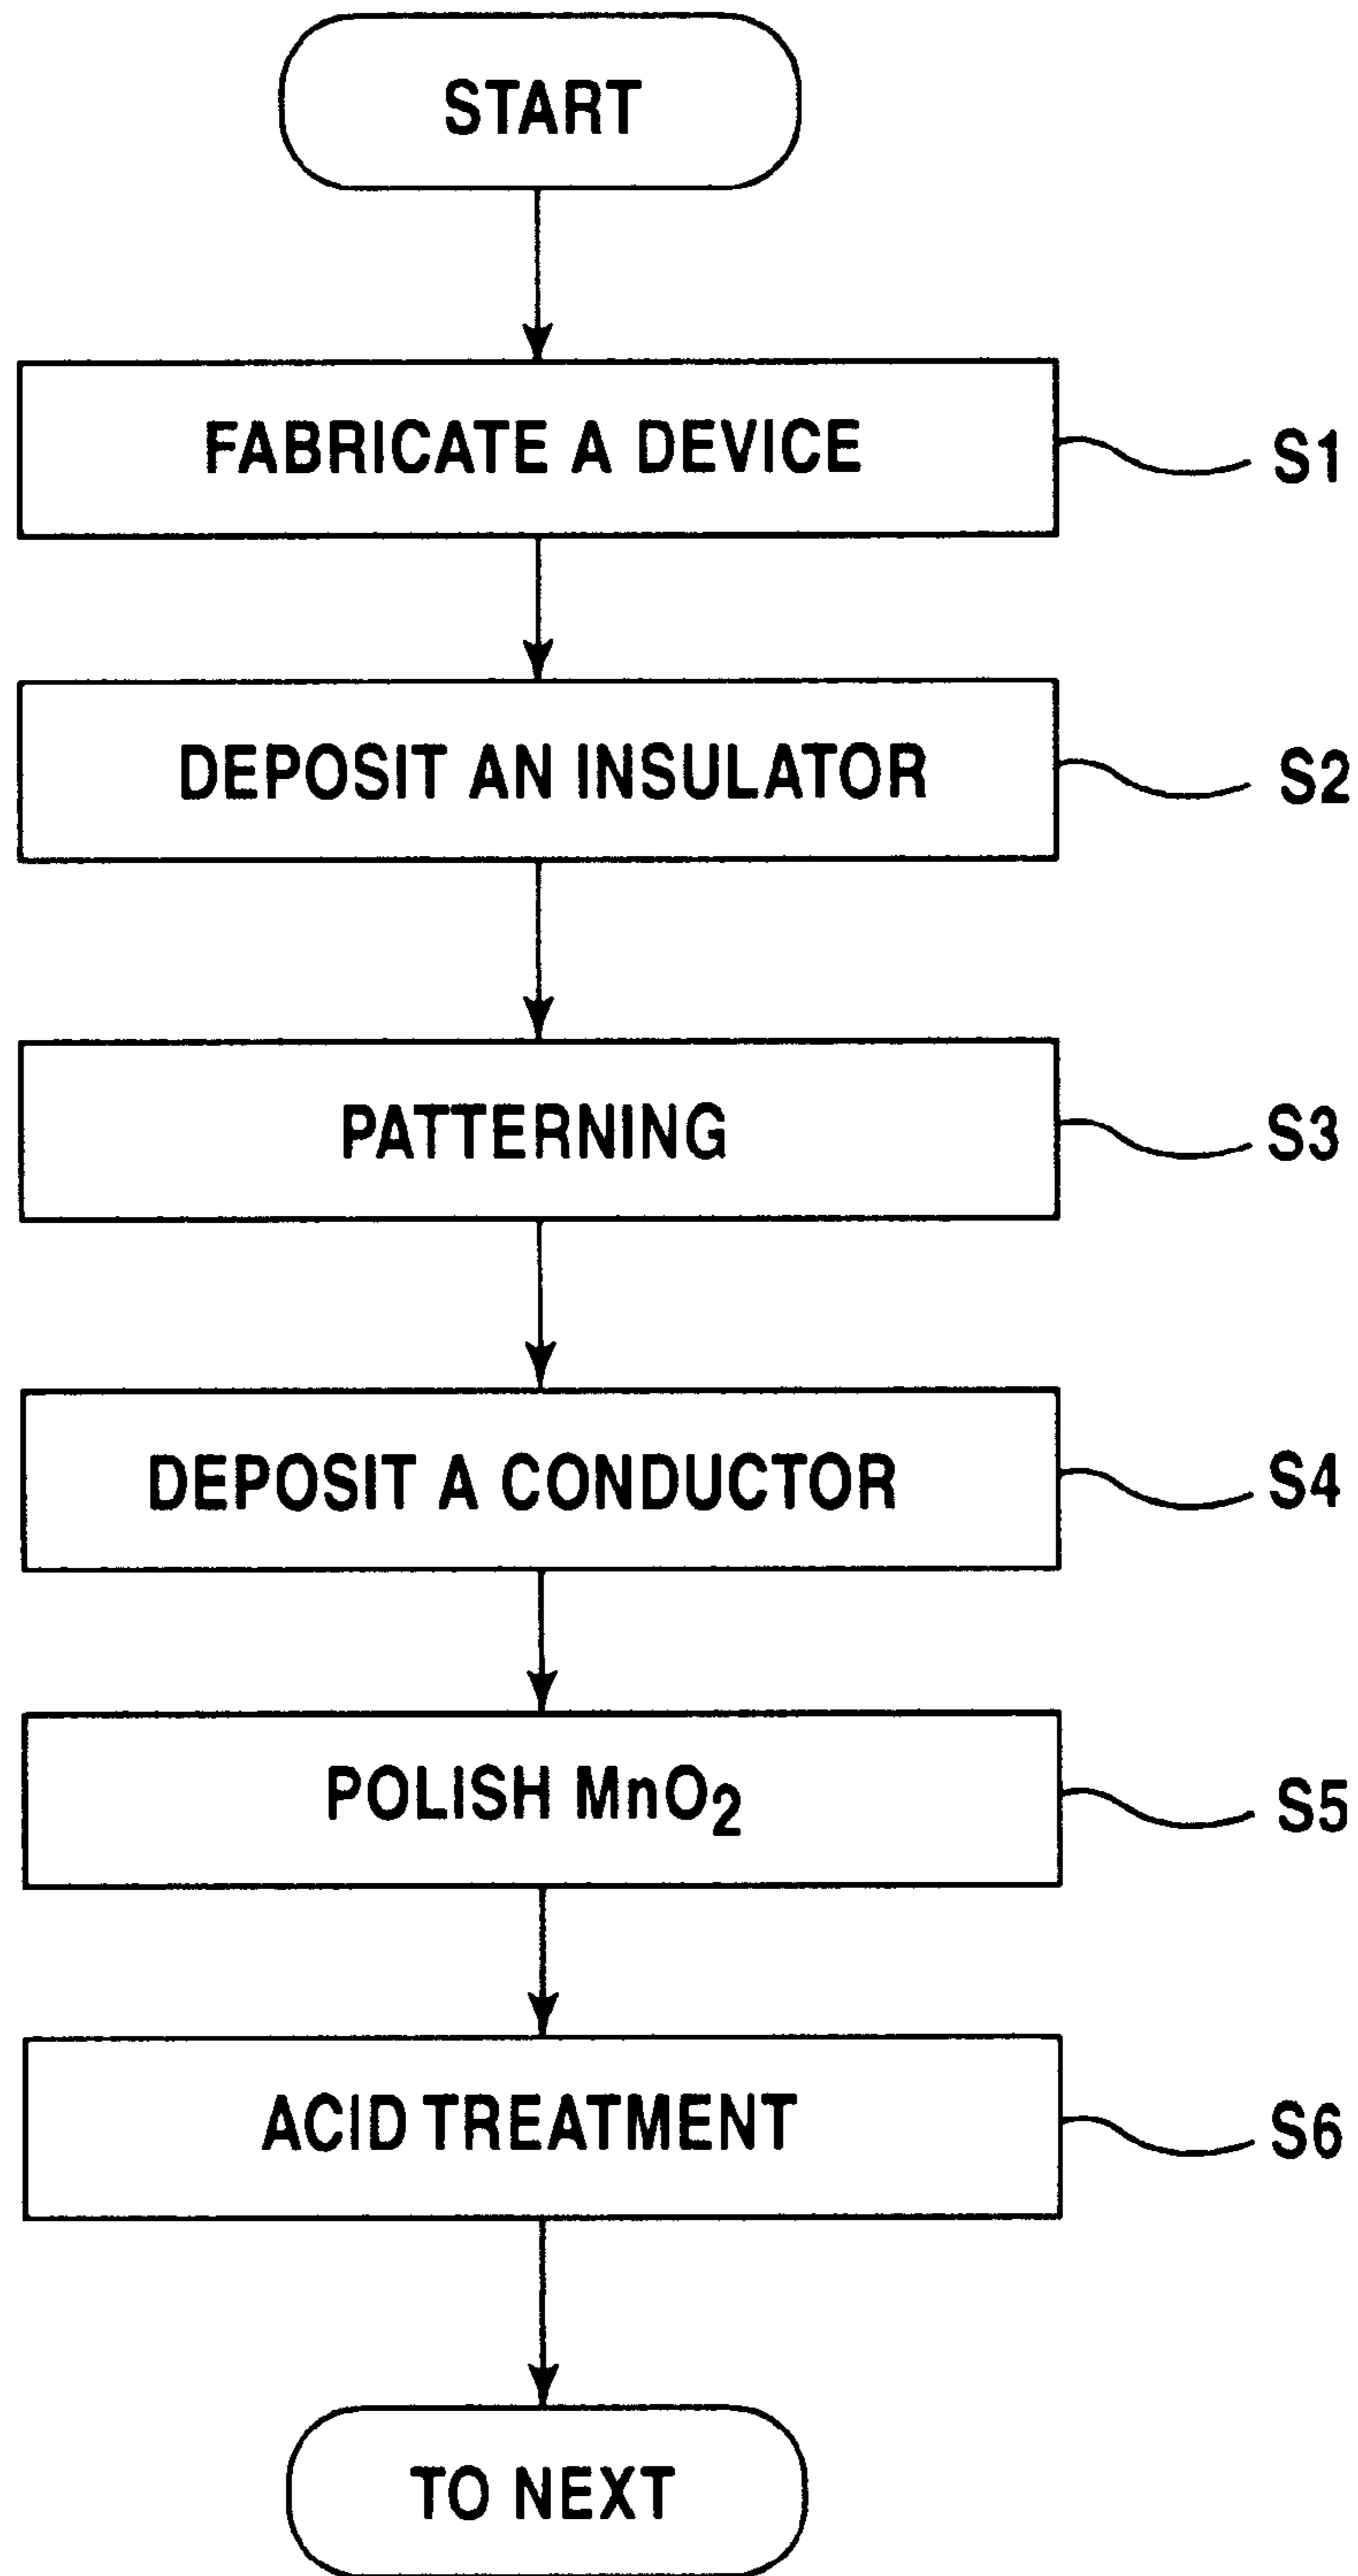 START
FABRICATE A DEVICE
S1
DEPOSIT AN INSULATOR
S2
PATTERNING
S3
DEPOSIT A CONDUCTOR
S4
POLISH MnO₂
S5
ACID TREATMENT
S6
TO NEXT